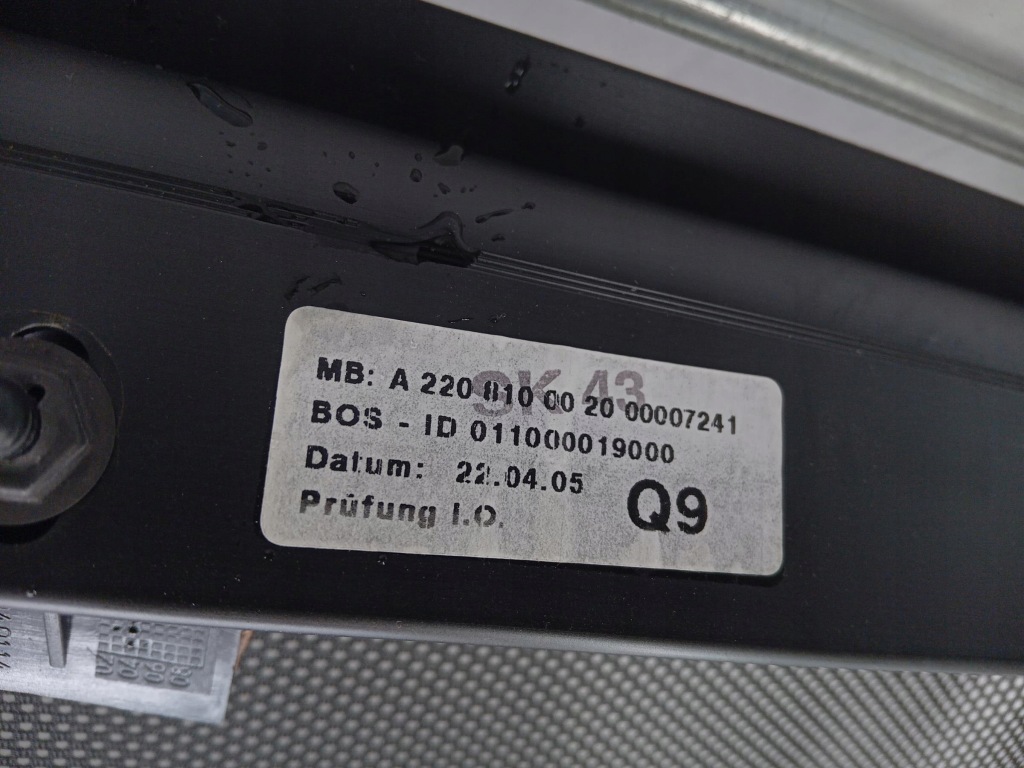 MB: A 220 810 00 20 00007241
SK 43
BOS - ID 011000019000
Datum: 22.04.05
Prüfung I.O.
Q9